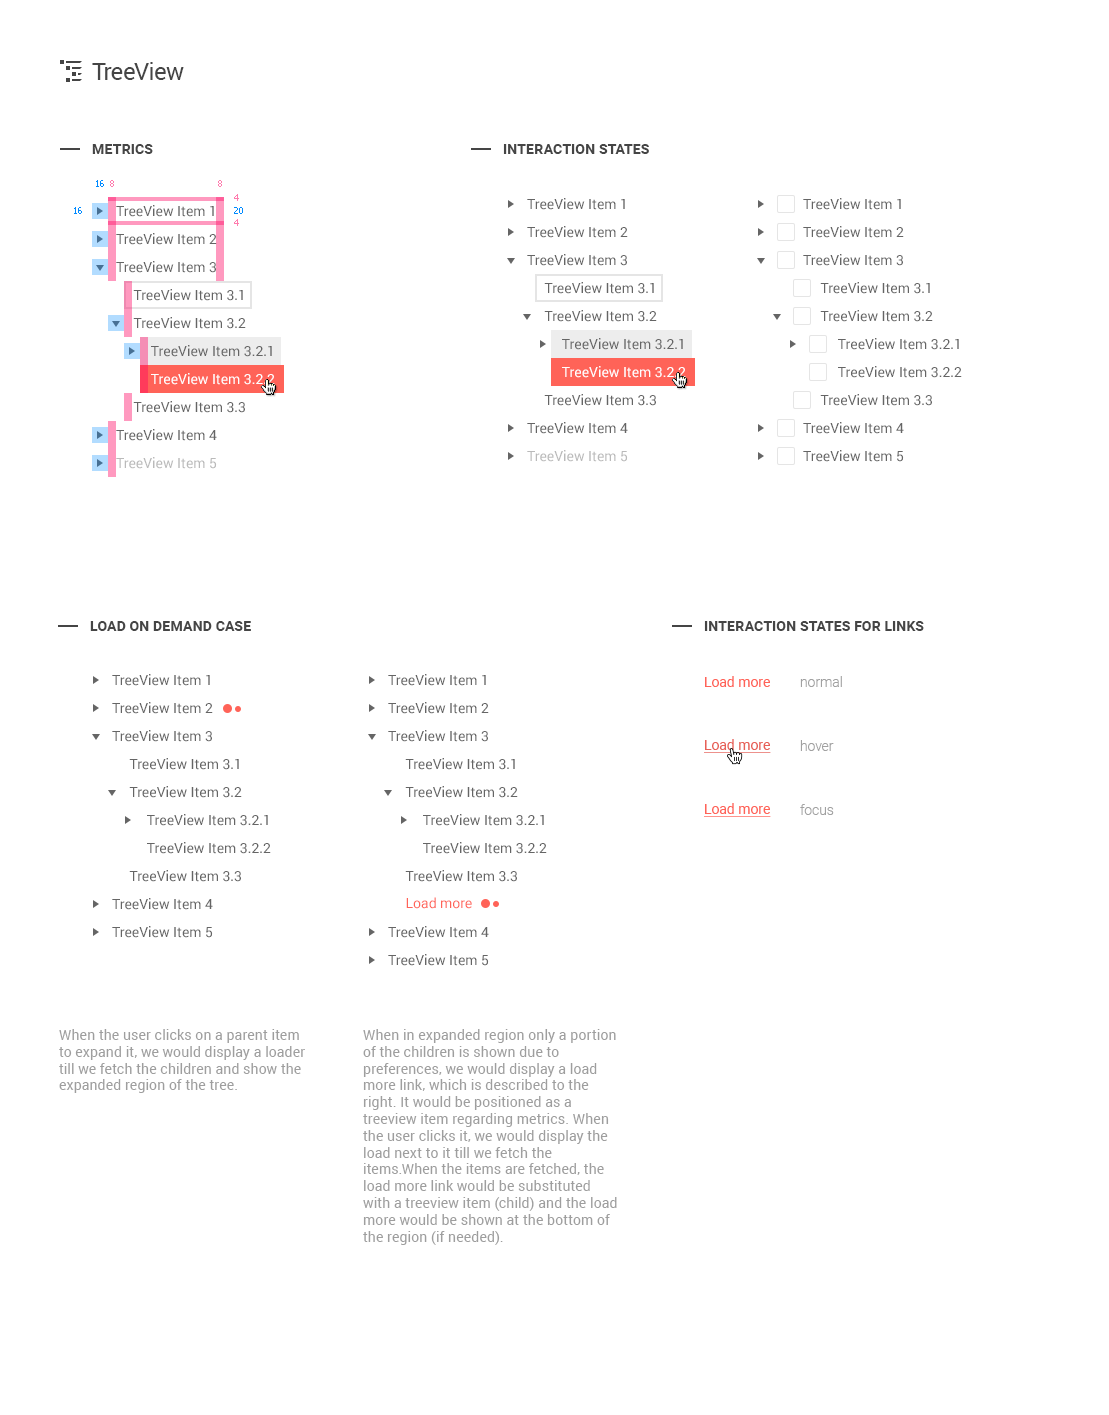 TreeView
METRICS
16 8 8
4
16 TreeView Item 1 20
4
TreeView Item 2
TreeView Item 3
TreeView Item 3.1
TreeView Item 3.2
TreeView Item 3.2.1
TreeView Item 3.2.2
TreeView Item 3.3
TreeView Item 4
TreeView Item 5
INTERACTION STATES
TreeView Item 1
TreeView Item 2
TreeView Item 3
TreeView Item 3.1
TreeView Item 3.2
TreeView Item 3.2.1
TreeView Item 3.2.2
TreeView Item 3.3
TreeView Item 4
TreeView Item 5
TreeView Item 1
TreeView Item 2
TreeView Item 3
TreeView Item 3.1
TreeView Item 3.2
TreeView Item 3.2.1
TreeView Item 3.2.2
TreeView Item 3.3
TreeView Item 4
TreeView Item 5
LOAD ON DEMAND CASE
TreeView Item 1
TreeView Item 2
TreeView Item 3
TreeView Item 3.1
TreeView Item 3.2
TreeView Item 3.2.1
TreeView Item 3.2.2
TreeView Item 3.3
TreeView Item 4
TreeView Item 5
When the user clicks on a parent item
to expand it, we would display a loader
till we fetch the children and show the
expanded region of the tree.
TreeView Item 1
TreeView Item 2
TreeView Item 3
TreeView Item 3.1
TreeView Item 3.2
TreeView Item 3.2.1
TreeView Item 3.2.2
TreeView Item 3.3
Load more
TreeView Item 4
TreeView Item 5
When in expanded region only a portion
of the children is shown due to
preferences, we would display a load
more link, which is described to the
right. It would be positioned as a
treeview item regarding metrics. When
the user clicks it, we would display the
load next to it till we fetch the
items.When the items are fetched, the
load more link would be substituted
with a treeview item (child) and the load
more would be shown at the bottom of
the region (if needed).
INTERACTION STATES FOR LINKS
Load more normal
Load more hover
Load more focus